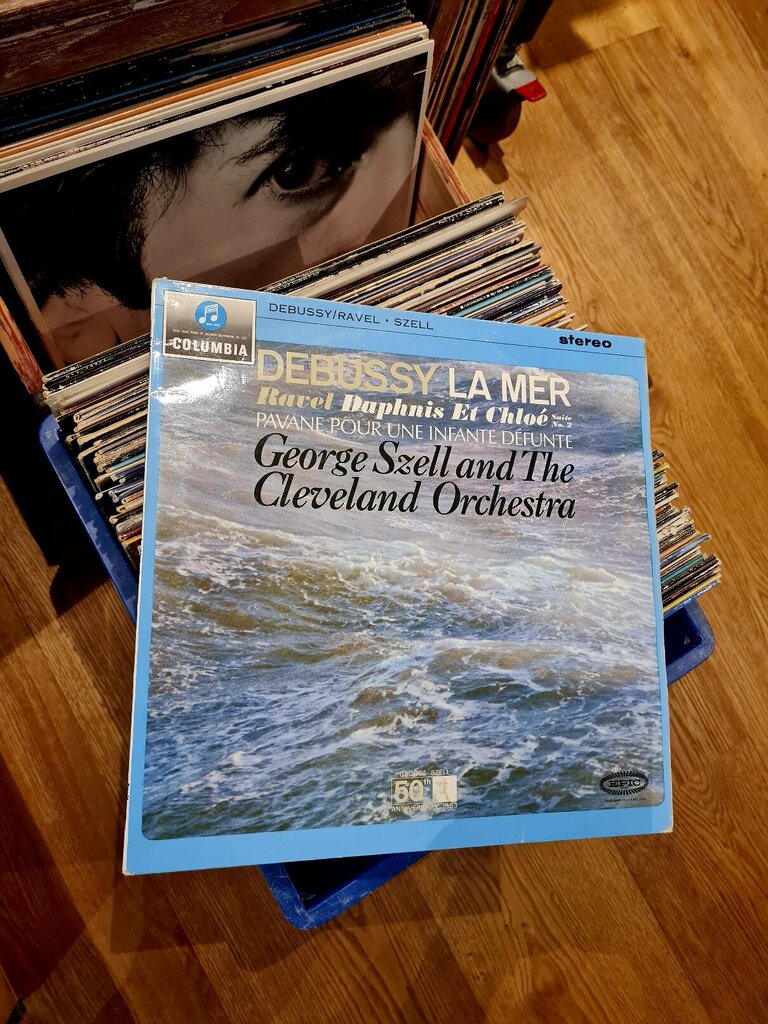 COLUMBIA
DEBUSSY/RAVEL · SZELL
stereo
DEBUSSY LA MER
Ravel Daphnis Et Chloé Suite No. 2
PAVANE POUR UNE INFANTE DÉFUNTE
George Szell and The
Cleveland Orchestra
GEORGE SZELL
50th
ANNIVERSARY 1963
EPIC